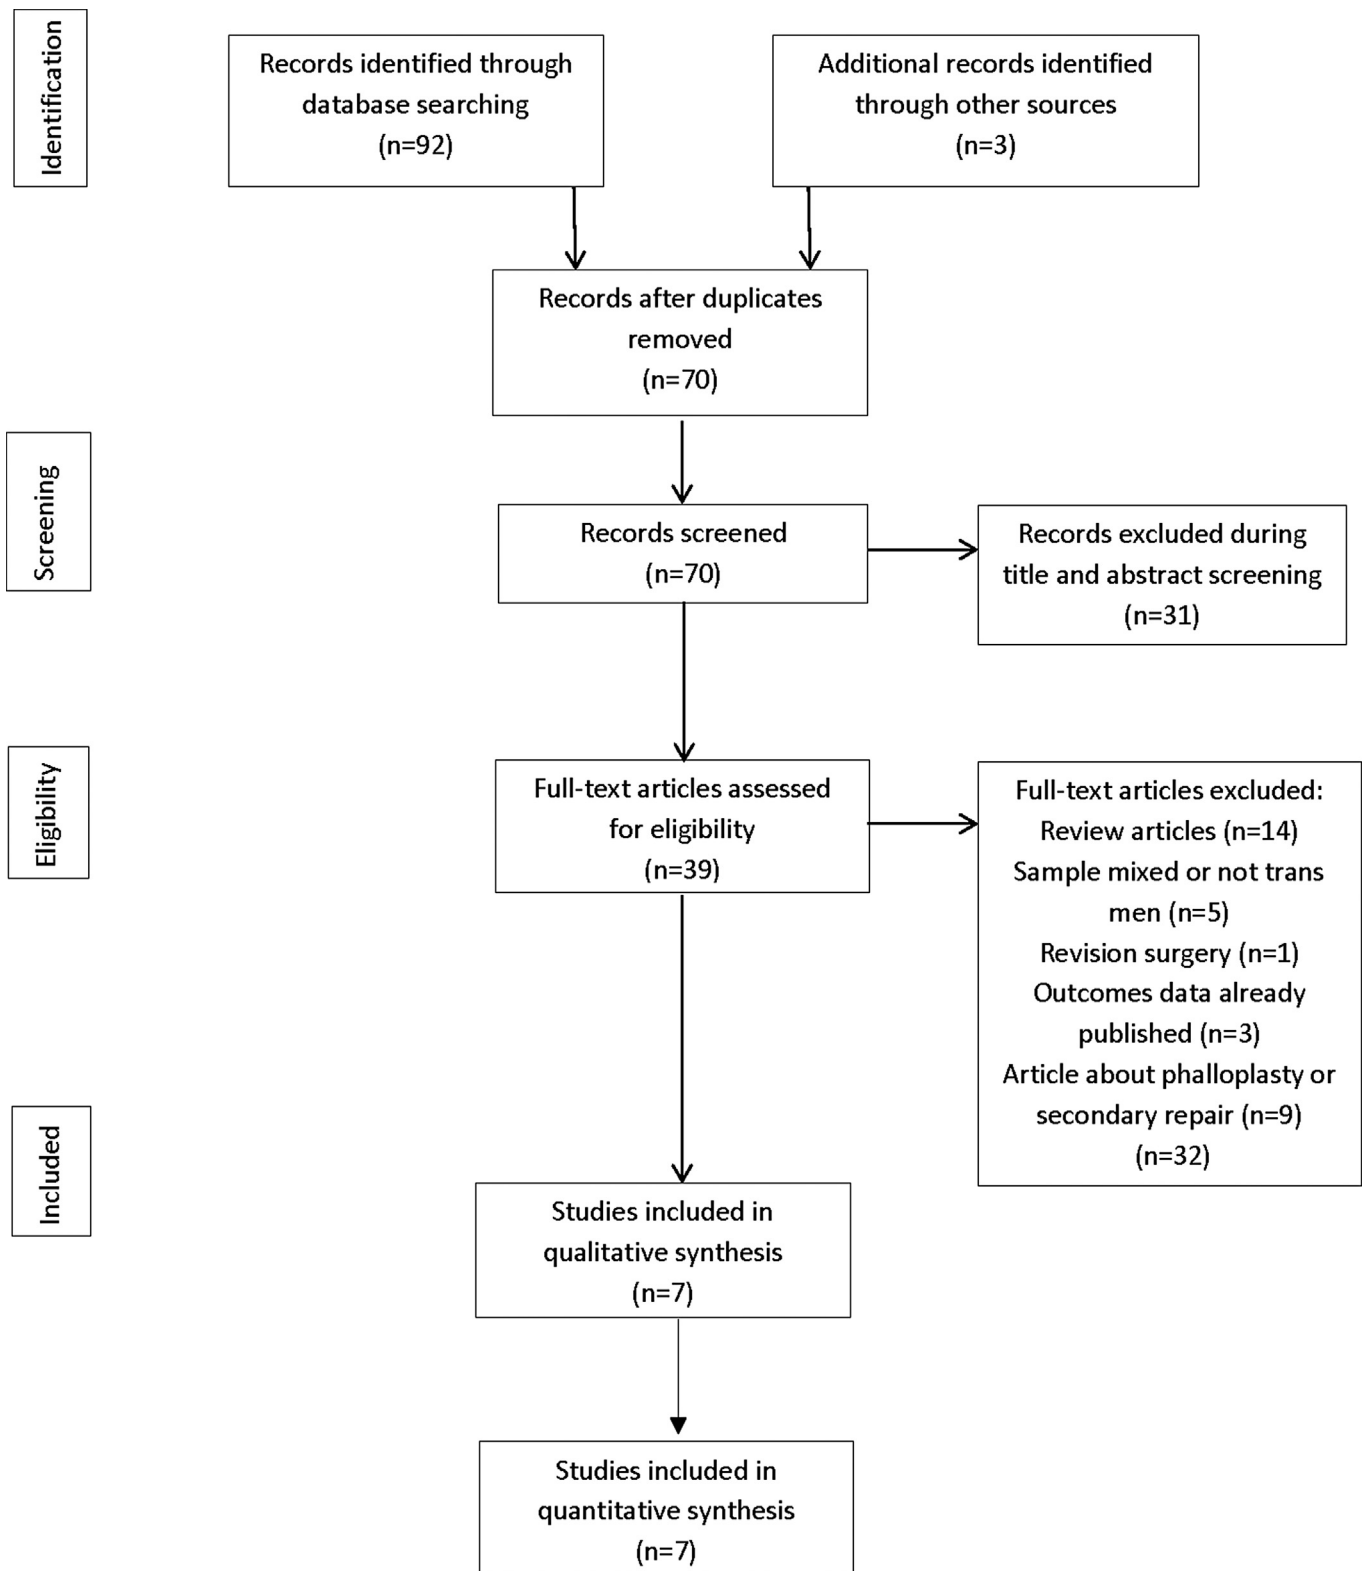 Identification
Records identified through
database searching
(n=92)
Additional records identified
through other sources
(n=3)
Records after duplicates
removed
(n=70)
Screening
Records screened
(n=70)
Records excluded during
title and abstract screening
(n=31)
Eligibility
Full-text articles assessed
for eligibility
(n=39)
Full-text articles excluded:
Review articles (n=14)
Sample mixed or not trans
men (n=5)
Revision surgery (n=1)
Outcomes data already
published (n=3)
Article about phalloplasty or
secondary repair (n=9)
(n=32)
Included
Studies included in
qualitative synthesis
(n=7)
Studies included in
quantitative synthesis
(n=7)